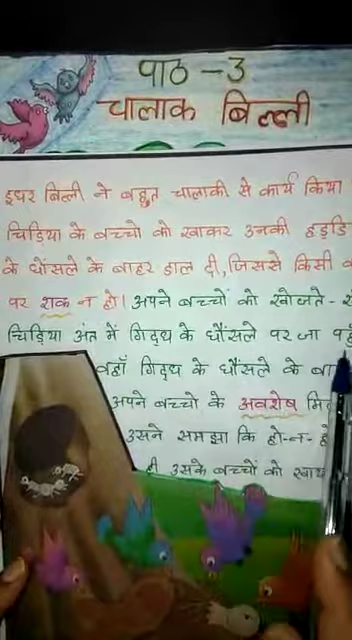 पाठ -3
चालाक बिल्ली
इधर बिल्ली ने बहुत चालाकी से कार्य किया
चिड़िया के बच्चो को खाकर उनकी हड्डि
के घोंसले के बाहर डाल दी, जिससे किसी
पर शक न हो। अपने बच्चों को खोजते-
चिड़िया अंत में गिद्ध के घौंसले पर जा
वहाँ गिद्ध के घौंसले के
अपने बच्चो के अवशेष
उसने समझा कि हो-न-
ही उसके बच्चों को